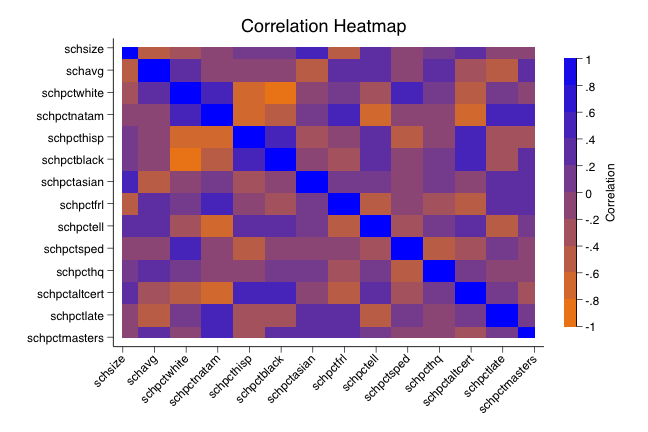 Correlation Heatmap
schsize
schavg
schpctwhite
schpctnatam
schpcthisp
schpctblack
schpctasian
schpctfrl
schpctell
schpctsped
schpcthq
schpctaltcert
schpctlate
schpctmasters
schsize
schavg
schpctwhite
schpctnatam
schpcthisp
schpctblack
schpctasian
schpctfrl
schpctell
schpctsped
schpcthq
schpctaltcert
schpctlate
schpctmasters
1
.8
.6
.4
.2
0
-.2
-.4
-.6
-.8
-1
Correlation